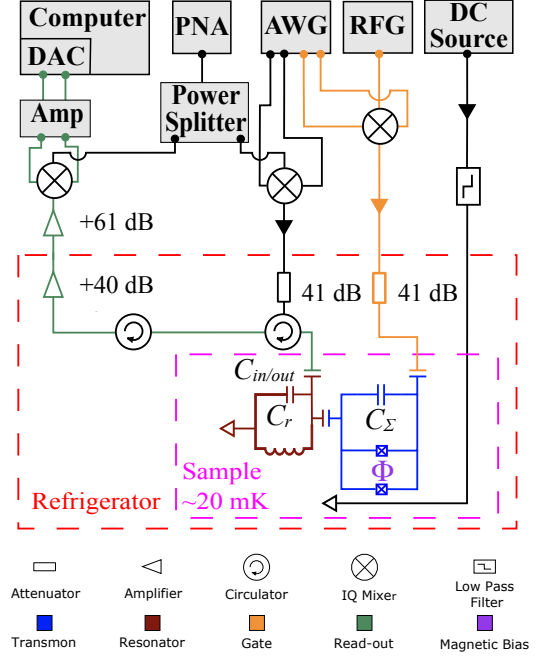 Computer
DAC
PNA
AWG
RFG
DC
Source
Amp
Power
Splitter
+61 dB
+40 dB
41 dB
41 dB
C_in/out
C_r
C_Σ
Φ
Sample
~20 mK
Refrigerator
Attenuator
Amplifier
Circulator
IQ Mixer
Low Pass
Filter
Transmon
Resonator
Gate
Read-out
Magnetic Bias